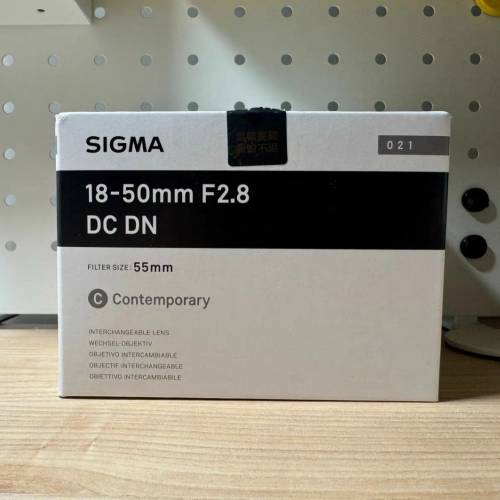 SIGMA
021
18-50mm F2.8
DC DN
FILTER SIZE: 55mm
C Contemporary
INTERCHANGEABLE LENS
WECHSEL-OBJEKTIV
OBJETIVO INTERCAMBIABLE
OBJECTIF INTERCHANGEABLE
OBIETTIVO INTERCAMBIABILE